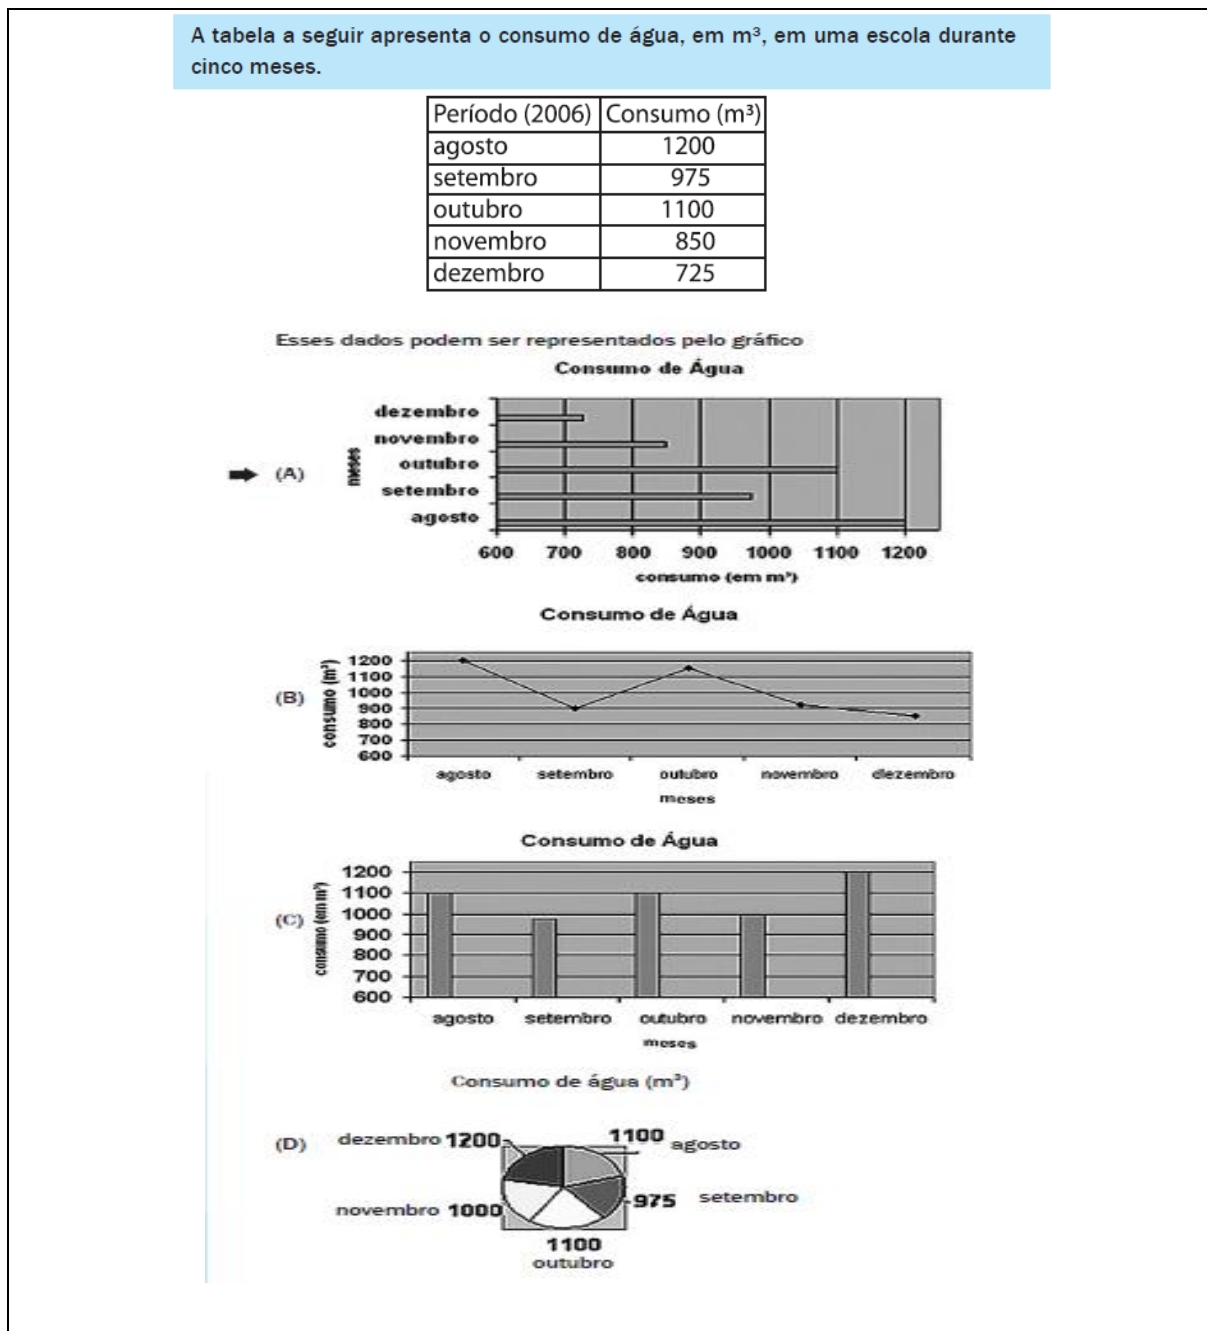 A tabela a seguir apresenta o consumo de água, em m³, em uma escola durante
cinco meses.
Período (2006) Consumo (m³)
agosto 1200
setembro 975
outubro 1100
novembro 850
dezembro 725
Esses dados podem ser representados pelo gráfico
Consumo de Água
(A)
meses
dezembro
novembro
outubro
setembro
agosto
600 700 800 900 1000 1100 1200
consumo (em m³)
Consumo de Água
(B)
consumo (m³)
1200
1100
1000
900
800
700
600
agosto setembro outubro novembro dezembro
meses
Consumo de Água
(C)
consumo (em m³)
1200
1100
1000
900
800
700
600
agosto setembro outubro novembro dezembro
meses
Consumo de água (m³)
(D)
dezembro 1200
1100 agosto
975 setembro
novembro 1000
1100
outubro